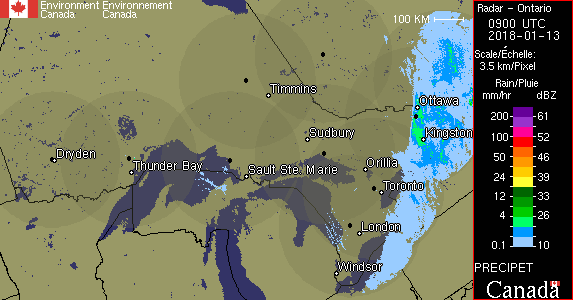 Environment Environnement
Canada Canada
100 KM
Radar - Ontario
0900 UTC
2018-01-13
Scale/Échelle:
3.5 km/Pixel
Rain/Pluie
mm/hr dBZ
200 61
100 52
50 46
24 39
12 33
4 26
0.1 10
Timmins
Ottawa
Sudbury
Kingston
Dryden
Thunder Bay
Sault Ste. Marie
Orillia
Toronto
London
Windsor
PRECIPET
Canada